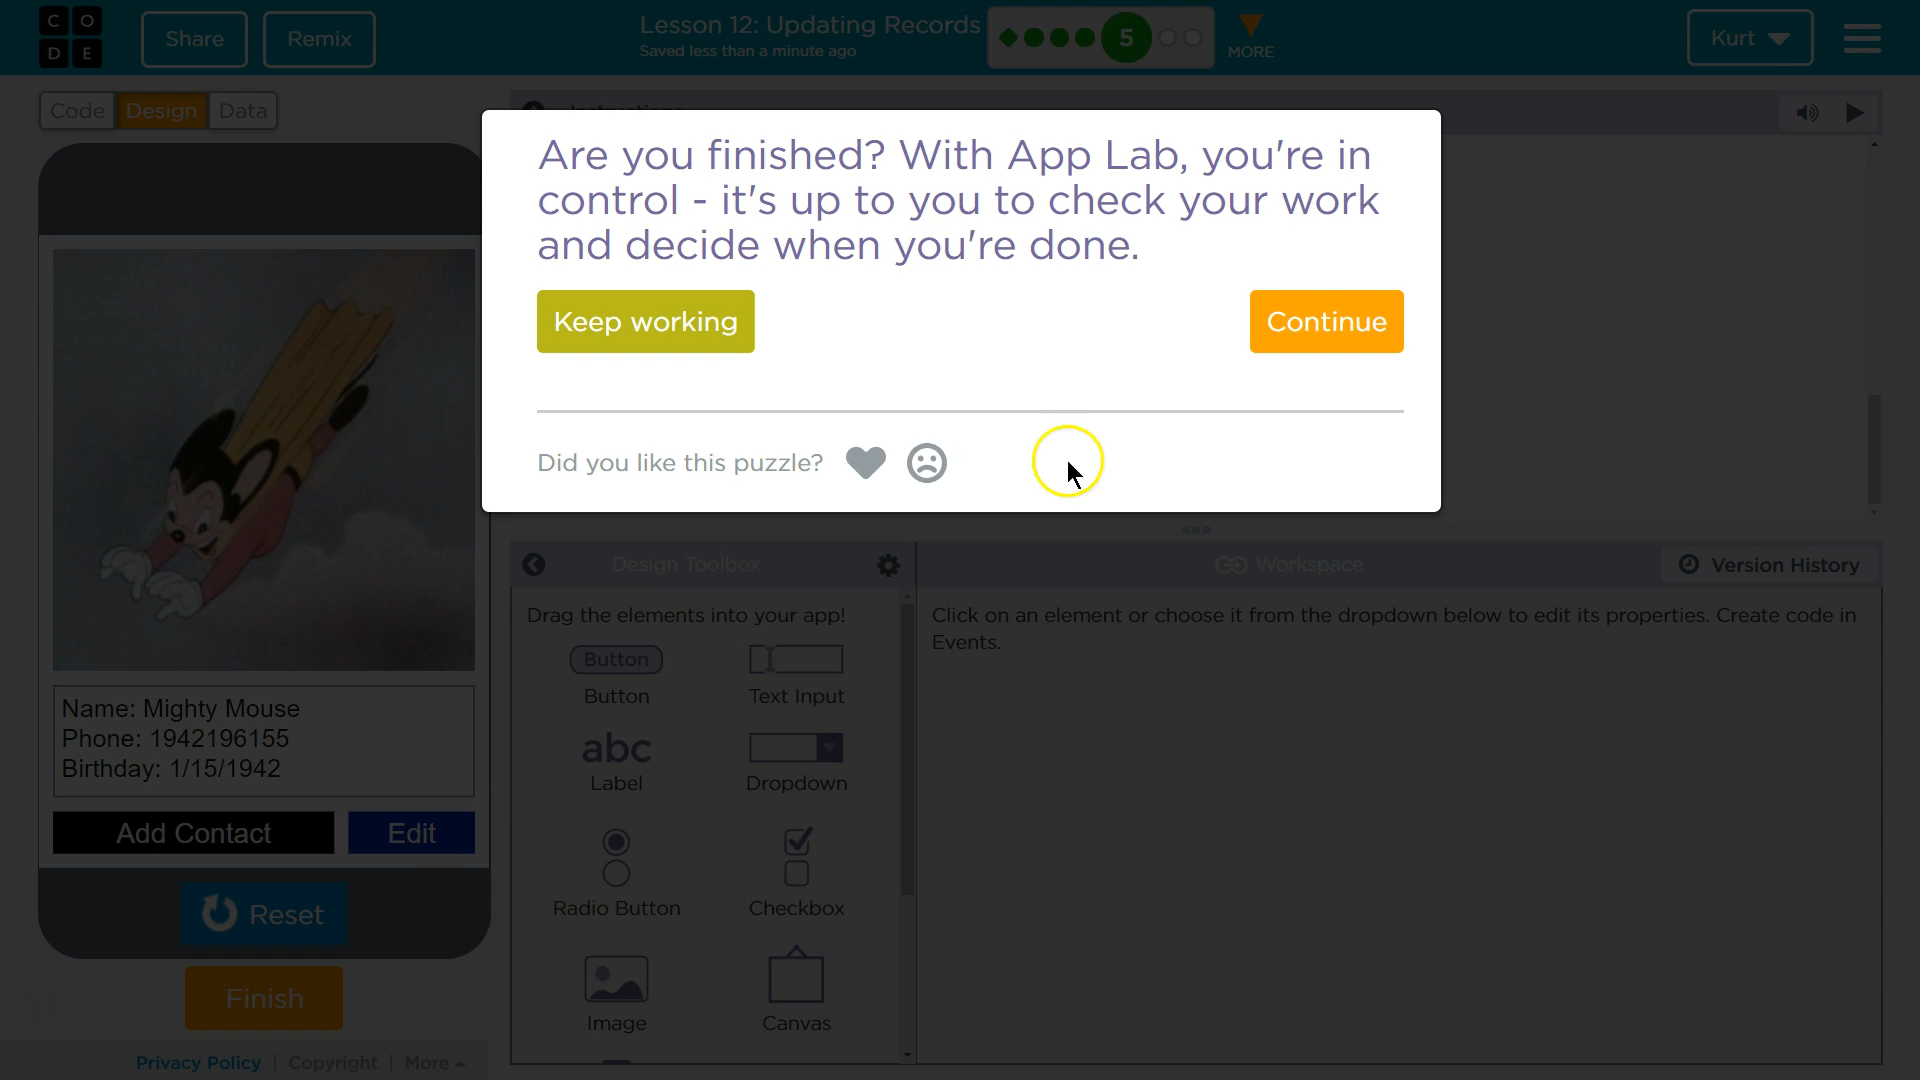 C O
D E
Share
Remix
Lesson 12: Updating Records
Saved less than a minute ago
5
MORE
Kurt
Code
Design
Data
Are you finished? With App Lab, you're in
control - it's up to you to check your work
and decide when you're done.
Keep working
Continue
Did you like this puzzle?
Name: Mighty Mouse
Phone: 1942196155
Birthday: 1/15/1942
Add Contact
Edit
Reset
Finish
Privacy Policy | Copyright | More
Design Toolbox
Drag the elements into your app!
Button
Button
Text Input
abc
Label
Dropdown
Radio Button
Checkbox
Image
Canvas
Workspace
Version History
Click on an element or choose it from the dropdown below to edit its properties. Create code in
Events.